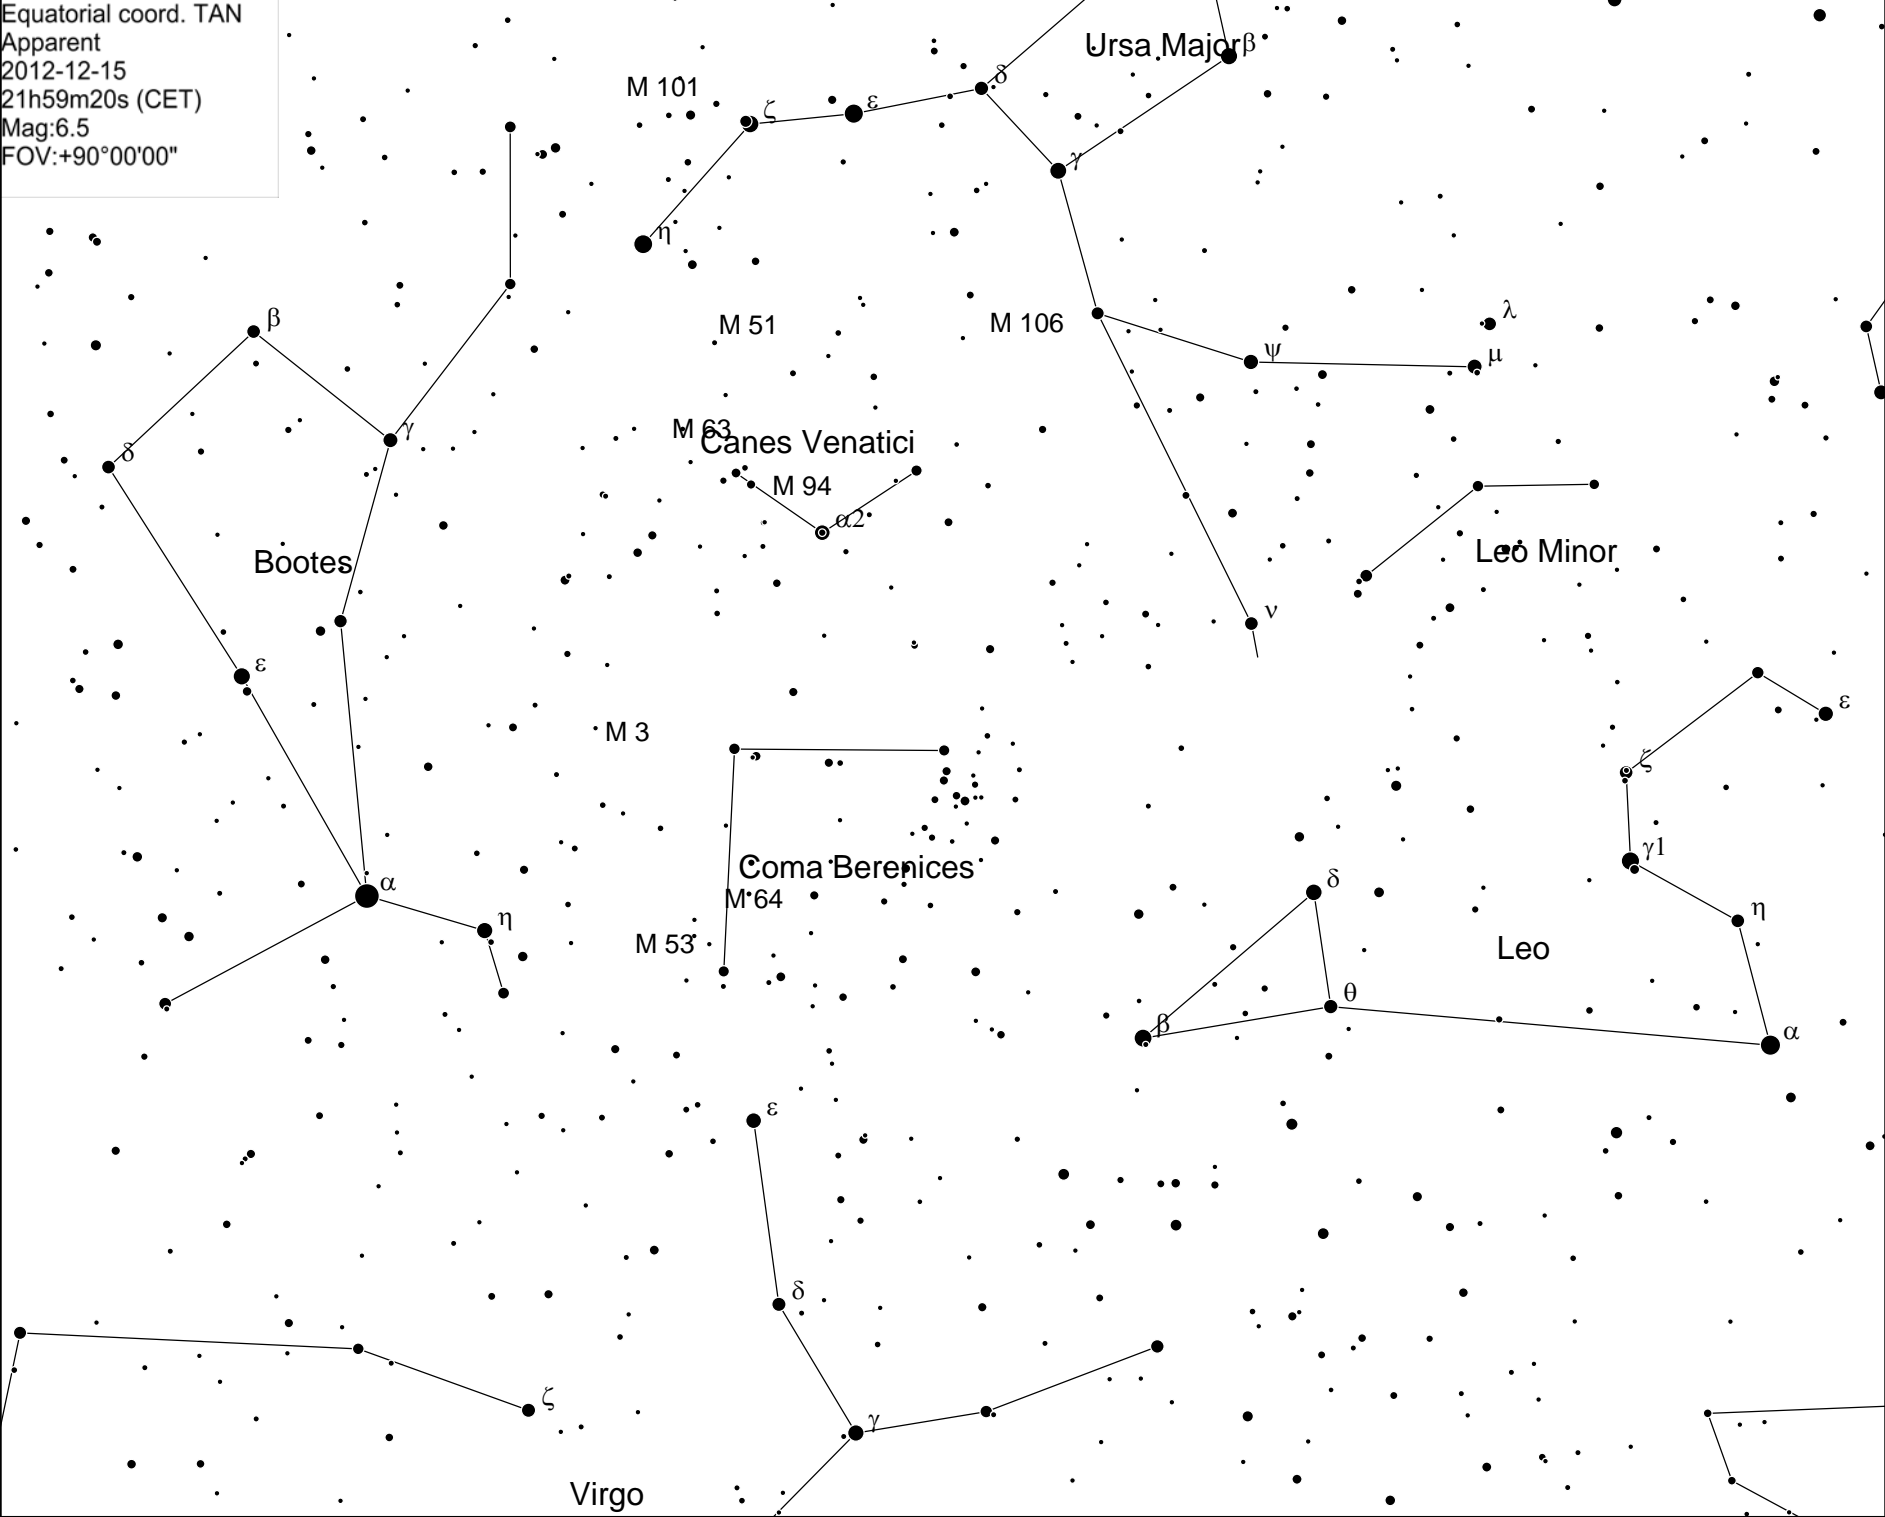 Equatorial coord. TAN
Apparent
2012-12-15
21h59m20s (CET)
Mag:6.5
FOV:+90°00'00"
Ursa Major
β
δ
M 101
ζ
ε
γ
η
β
M 51
M 106
λ
ψ
μ
γ
δ
M 63
Canes Venatici
M 94
α2
Bootes
Leo Minor
ν
ε
ε
M 3
ζ
γ1
Coma Berenices
α
δ
M 64
η
η
M 53
Leo
θ
β
α
ε
δ
ζ
γ
Virgo